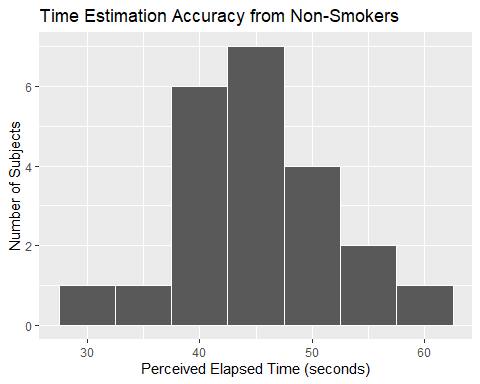 Time Estimation Accuracy from Non-Smokers
Number of Subjects
6
4
2
0
30 40 50 60
Perceived Elapsed Time (seconds)